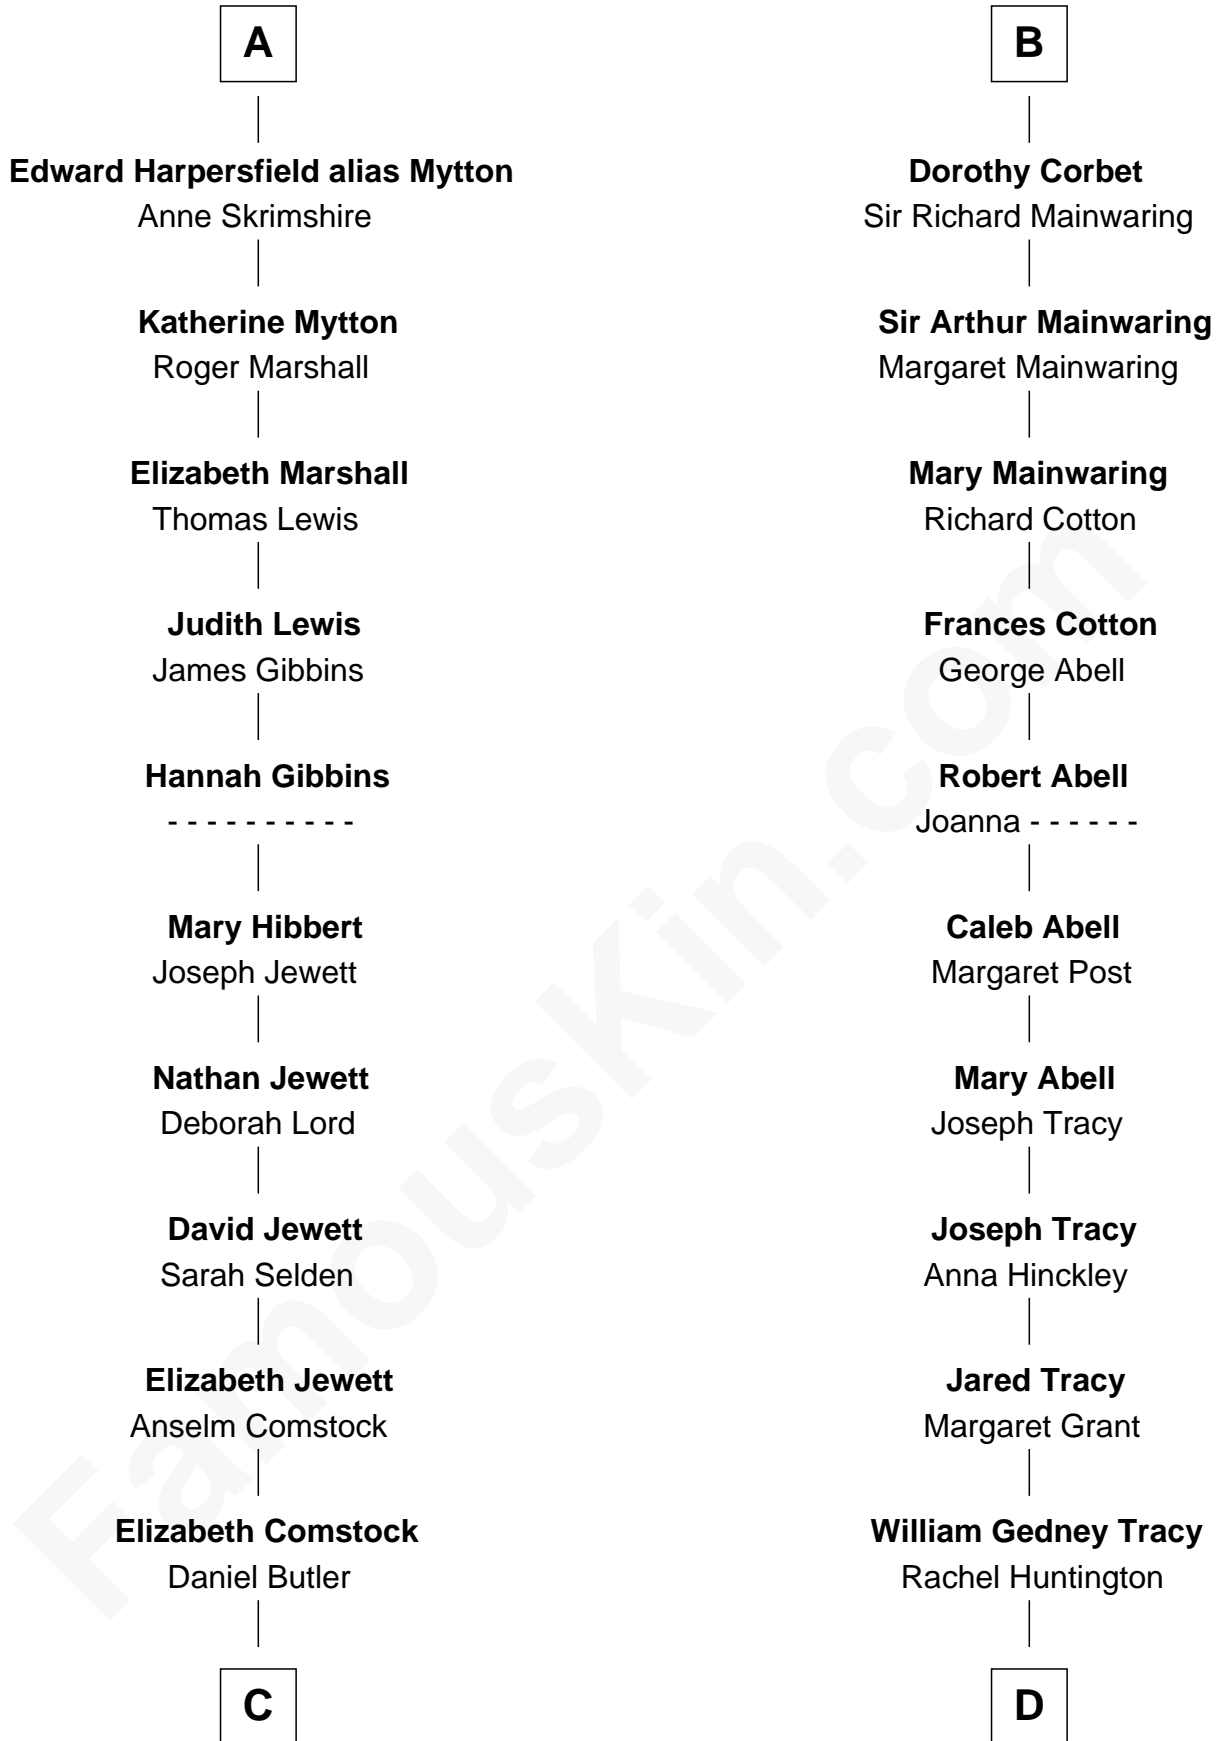 A
Edward Harpersfield alias Mytton
Anne Skrimshire
Katherine Mytton
Roger Marshall
Elizabeth Marshall
Thomas Lewis
Judith Lewis
James Gibbins
Hannah Gibbins
- - - - - - - - - -
Mary Hibbert
Joseph Jewett
Nathan Jewett
Deborah Lord
David Jewett
Sarah Selden
Elizabeth Jewett
Anselm Comstock
Elizabeth Comstock
Daniel Butler
C
B
Dorothy Corbet
Sir Richard Mainwaring
Sir Arthur Mainwaring
Margaret Mainwaring
Mary Mainwaring
Richard Cotton
Frances Cotton
George Abell
Robert Abell
Joanna - - - - - -
Caleb Abell
Margaret Post
Mary Abell
Joseph Tracy
Joseph Tracy
Anna Hinckley
Jared Tracy
Margaret Grant
William Gedney Tracy
Rachel Huntington
D
FamousKin.com